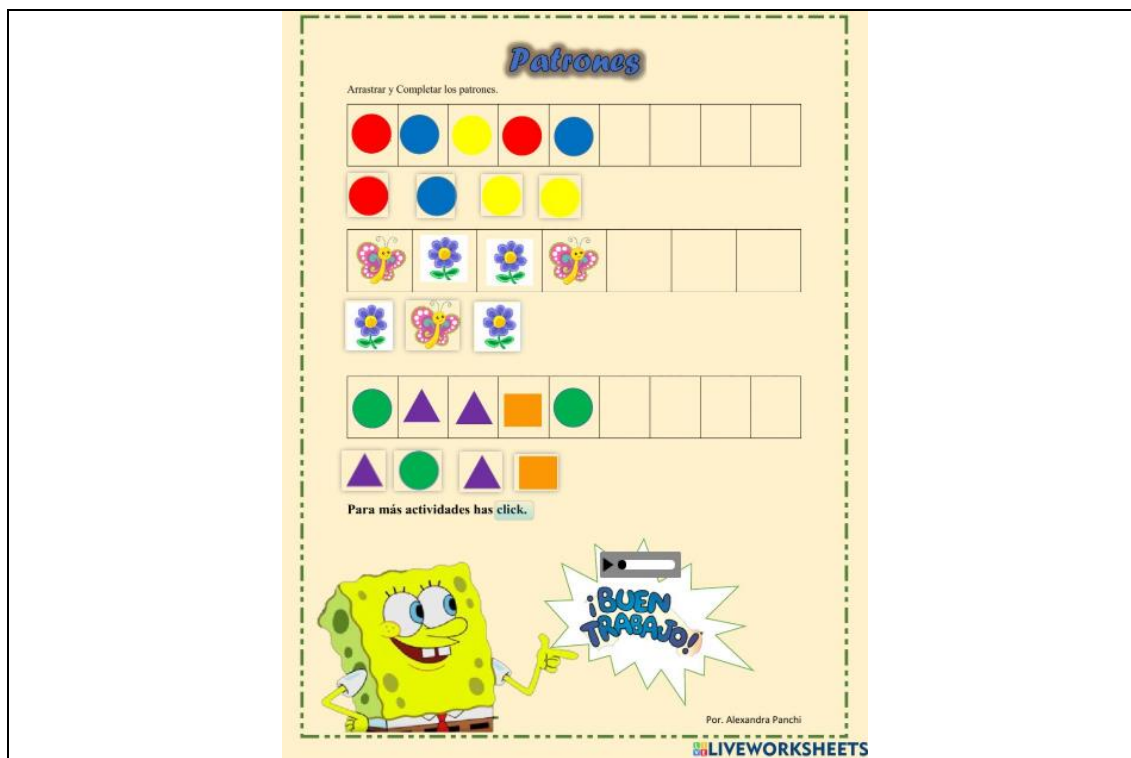 Patrones
Arrastrar y Completar los patrones.
Para más actividades has click.
¡BUEN
TRABAJO!
Por. Alexandra Panchi
LIVEWORKSHEETS